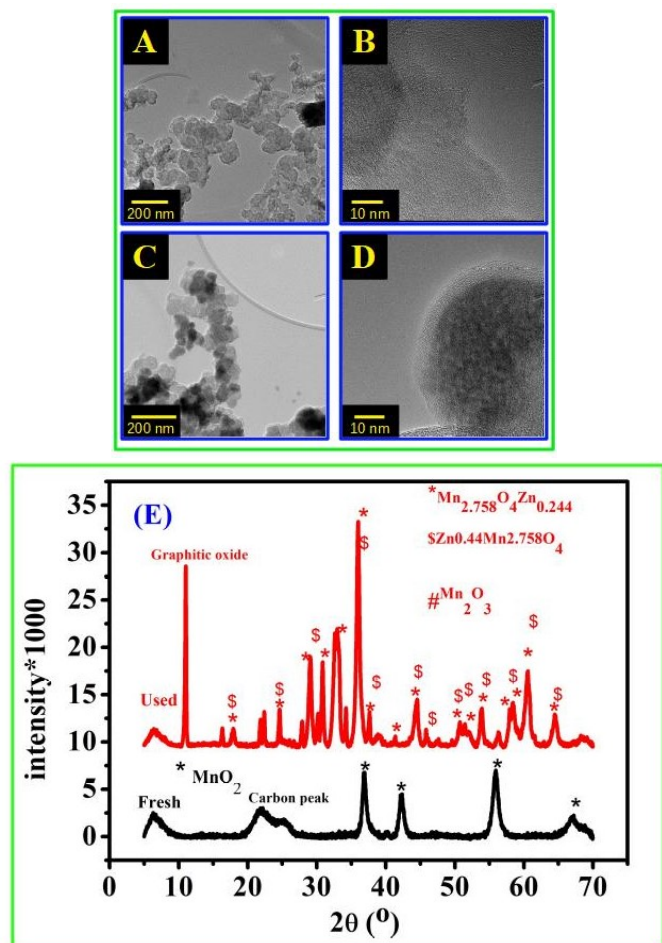 A
200 nm
B
10 nm
C
200 nm
D
10 nm
(E)
*Mn2.758O4Zn0.244
$Zn0.44Mn2.758O4
#Mn2O3
Graphitic oxide
* $
Used
$ * $ * * $ * $ * * $ * $ * $ * $ * $ * $ * * $ * $
* MnO2
Fresh
Carbon peak
* * * *
intensity*1000
35
30
25
20
15
10
5
0
0 10 20 30 40 50 60 70
2θ (°)